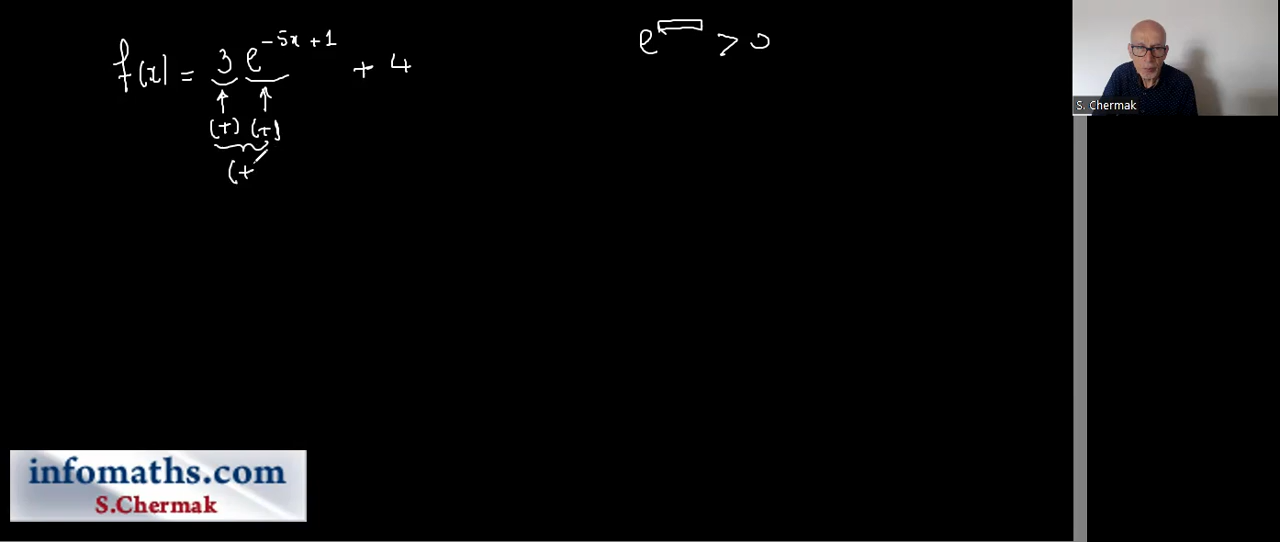 f(x) = 3 e^{-5x + 1} + 4
e^{▭} > 0
(+) (+)
(+
S. Chermak
infomaths.com
S.Chermak